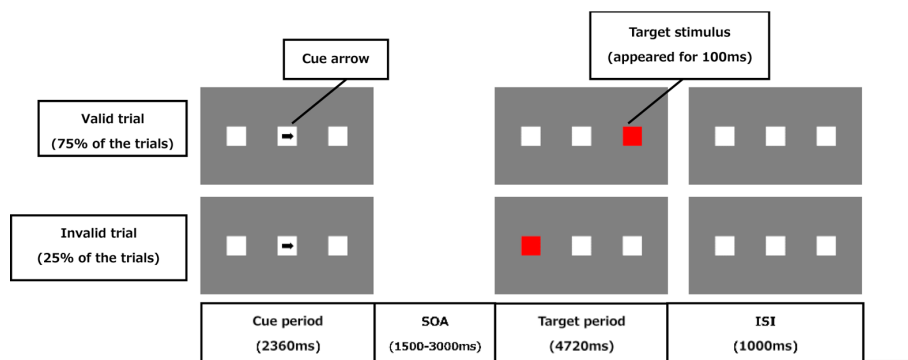 Target stimulus
(appeared for 100ms)
Cue arrow
Valid trial
(75% of the trials)
Invalid trial
(25% of the trials)
Cue period
(2360ms)
SOA
(1500-3000ms)
Target period
(4720ms)
ISI
(1000ms)